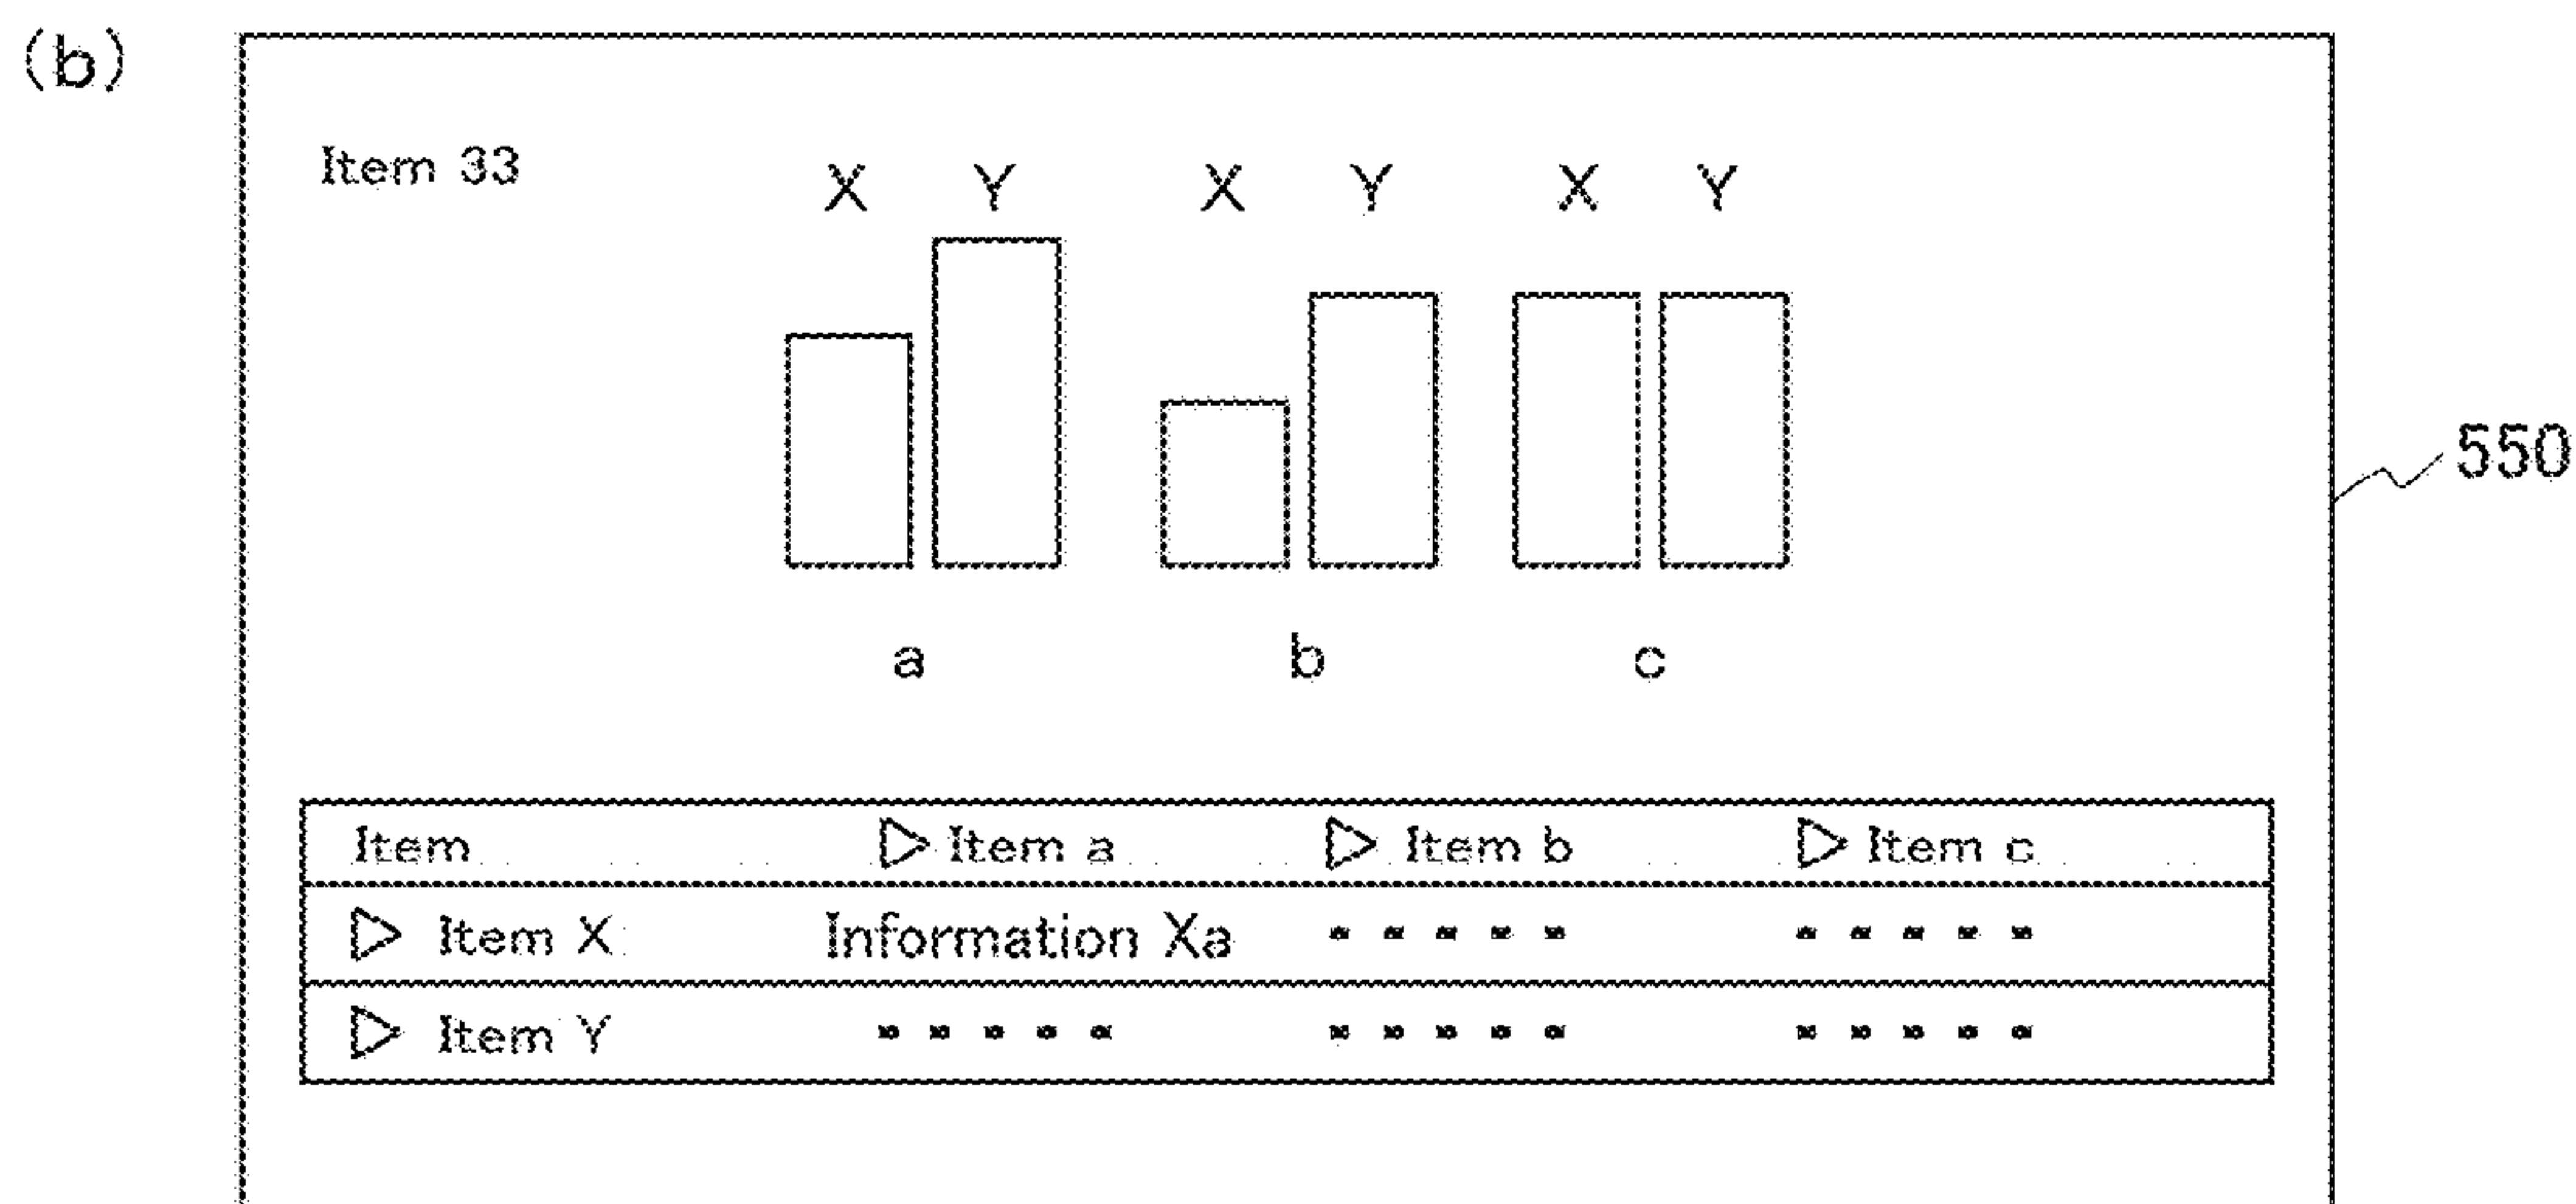 (b)
Item 33
X Y X Y X Y
550
a b c
Item ▷ Item a ▷ Item b ▷ Item c
▷ Item X Information Xa - - - - - - - - - -
▷ Item Y - - - - - - - - - - - - - - -